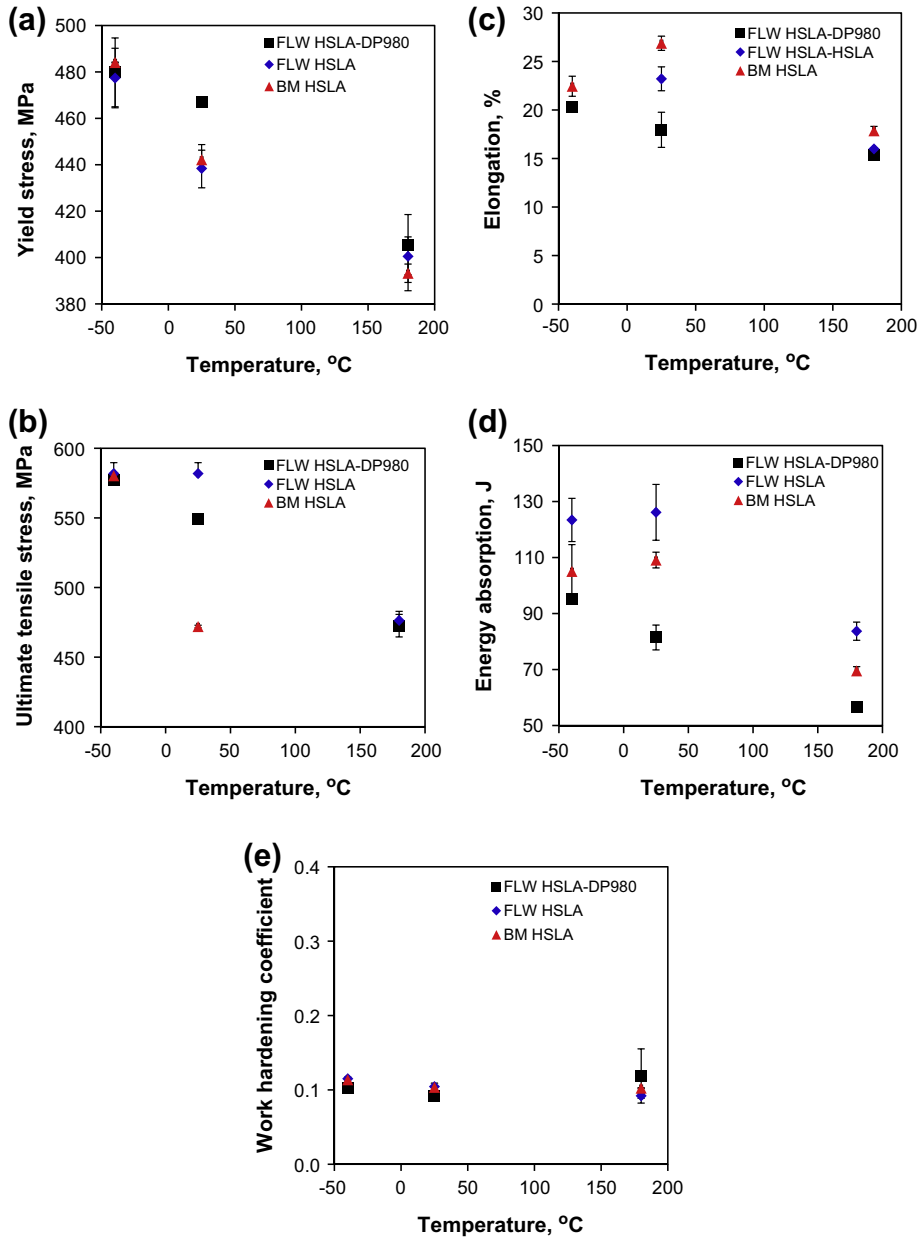 (a)
500
480
460
440
420
400
380
Yield stress, MPa
FLW HSLA-DP980
FLW HSLA
BM HSLA
-50 0 50 100 150 200
Temperature, °C
(c)
30
25
20
15
10
5
0
Elongation, %
FLW HSLA-DP980
FLW HSLA-HSLA
BM HSLA
-50 0 50 100 150 200
Temperature, °C
(b)
600
550
500
450
400
Ultimate tensile stress, MPa
FLW HSLA-DP980
FLW HSLA
BM HSLA
-50 0 50 100 150 200
Temperature, °C
(d)
150
130
110
90
70
50
Energy absorption, J
FLW HSLA-DP980
FLW HSLA
BM HSLA
-50 0 50 100 150 200
Temperature, °C
(e)
0.4
0.3
0.2
0.1
0.0
Work hardening coefficient
FLW HSLA-DP980
FLW HSLA
BM HSLA
-50 0 50 100 150 200
Temperature, °C